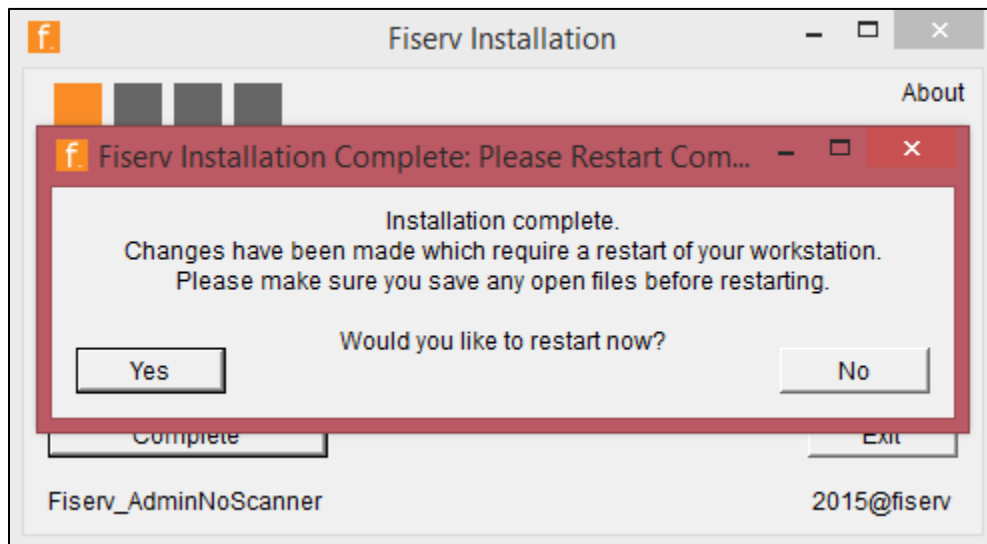 f.
Fiserv Installation
About
f. Fiserv Installation Complete: Please Restart Com...
Installation complete.
Changes have been made which require a restart of your workstation.
Please make sure you save any open files before restarting.
Would you like to restart now?
Yes
No
Complete
Exit
Fiserv_AdminNoScanner
2015@fiserv